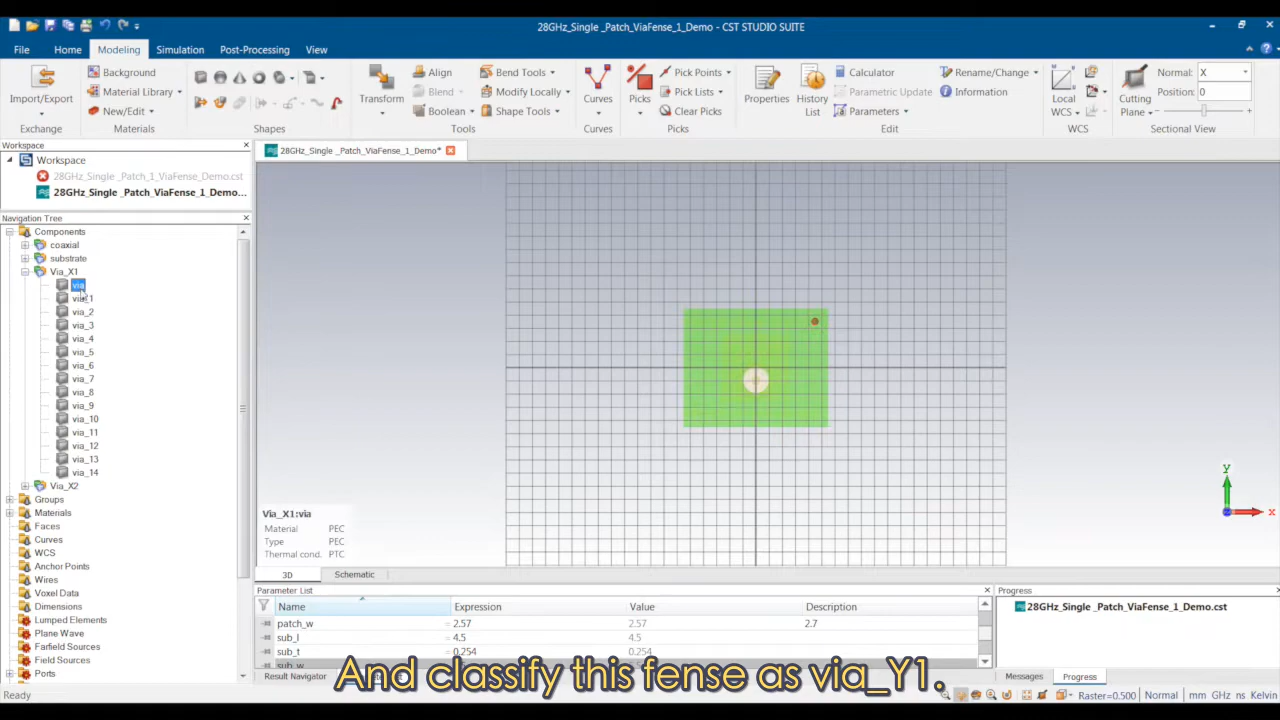 28GHz_Single _Patch_ViaFense_1_Demo - CST STUDIO SUITE
File Home Modeling Simulation Post-Processing View
Import/Export
Exchange
Background
Material Library
New/Edit
Materials
Shapes
Transform
Align
Blend
Boolean
Bend Tools
Modify Locally
Shape Tools
Tools
Curves
Curves
Picks
Pick Points
Pick Lists
Clear Picks
Picks
Properties
History
List
Calculator
Parametric Update
Parameters
Rename/Change
Information
Edit
Local
WCS
WCS
Cutting
Plane
Normal: X
Position: 0
Sectional View
Workspace
Workspace
28GHz_Single _Patch_1_ViaFense_Demo.cst
28GHz_Single _Patch_ViaFense_1_Demo...
28GHz_Single _Patch_ViaFense_1_Demo*
Navigation Tree
Components
coaxial
substrate
Via_X1
via
via_1
via_2
via_3
via_4
via_5
via_6
via_7
via_8
via_9
via_10
via_11
via_12
via_13
via_14
Via_X2
Groups
Materials
Faces
Curves
WCS
Anchor Points
Wires
Voxel Data
Dimensions
Lumped Elements
Plane Wave
Farfield Sources
Field Sources
Ports
Via_X1:via
Material PEC
Type PEC
Thermal cond. PTC
y
x
3D Schematic
Parameter List
Name Expression Value Description
patch_w = 2.57 2.57 2.7
sub_l = 4.5 4.5
sub_t = 0.254 0.254
sub_w
Result Navigator
Progress
28GHz_Single _Patch_ViaFense_1_Demo.cst
Messages Progress
And classify this fense as via_Y1.
Ready
Raster=0.500 Normal mm GHz ns Kelvin